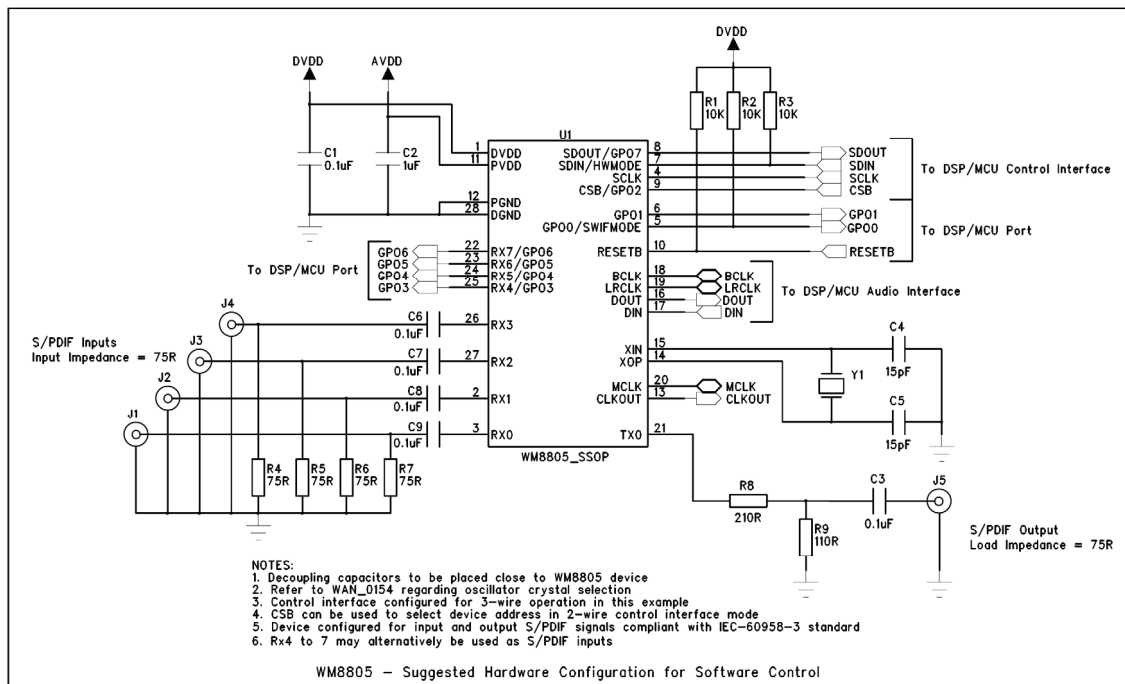 DVDD
AVDD
DVDD
C1
0.1uF
C2
1uF
R1
10K
R2
10K
R3
10K
U1
1
DVDD
11
PVDD
12
PGND
28
DGND
SDOUT/GPO7
8
SDOUT
SDIN/HWMODE
7
SDIN
SCLK
4
SCLK
CSB/GPO2
9
CSB
To DSP/MCU Control Interface
GPO1
6
GPO1
GPO0/SWIFMODE
5
GPO0
To DSP/MCU Port
RESETB
10
RESETB
To DSP/MCU Port
GPO6
22
RX7/GPO6
GPO5
23
RX6/GPO5
GPO4
24
RX5/GPO4
GPO3
25
RX4/GPO3
BCLK
18
BCLK
LRCLK
19
LRCLK
DOUT
16
DOUT
DIN
17
DIN
To DSP/MCU Audio Interface
S/PDIF Inputs
Input Impedance = 75R
J4
C6
0.1uF
26
RX3
J3
C7
0.1uF
27
RX2
J2
C8
0.1uF
2
RX1
J1
C9
0.1uF
3
RX0
R4
75R
R5
75R
R6
75R
R7
75R
XIN
15
XOP
14
Y1
C4
15pF
C5
15pF
MCLK
20
MCLK
CLKOUT
13
CLKOUT
TX0
21
WM8805_SSOP
R8
210R
R9
110R
C3
0.1uF
J5
S/PDIF Output
Load Impedance = 75R
NOTES:
1. Decoupling capacitors to be placed close to WM8805 device
2. Refer to WAN_0154 regarding oscillator crystal selection
3. Control interface configured for 3-wire operation in this example
4. CSB can be used to select device address in 2-wire control interface mode
5. Device configured for input and output S/PDIF signals compliant with IEC-60958-3 standard
6. Rx4 to 7 may alternatively be used as S/PDIF inputs
WM8805 - Suggested Hardware Configuration for Software Control